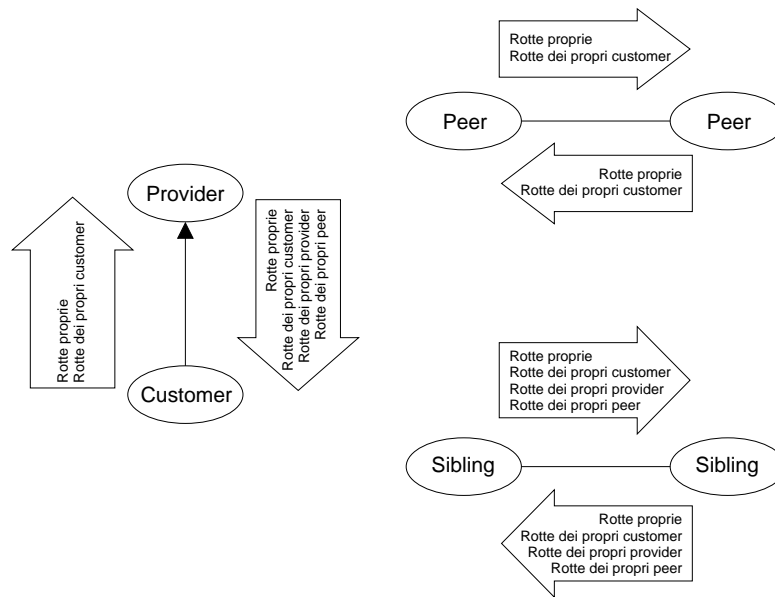 Rotte proprie
Rotte dei propri customer
Peer
Peer
Rotte proprie
Rotte dei propri customer
Provider
Rotte proprie
Rotte dei propri customer
Rotte proprie
Rotte dei propri customer
Rotte dei propri provider
Rotte dei propri peer
Customer
Rotte proprie
Rotte dei propri customer
Rotte dei propri provider
Rotte dei propri peer
Sibling
Sibling
Rotte proprie
Rotte dei propri customer
Rotte dei propri provider
Rotte dei propri peer